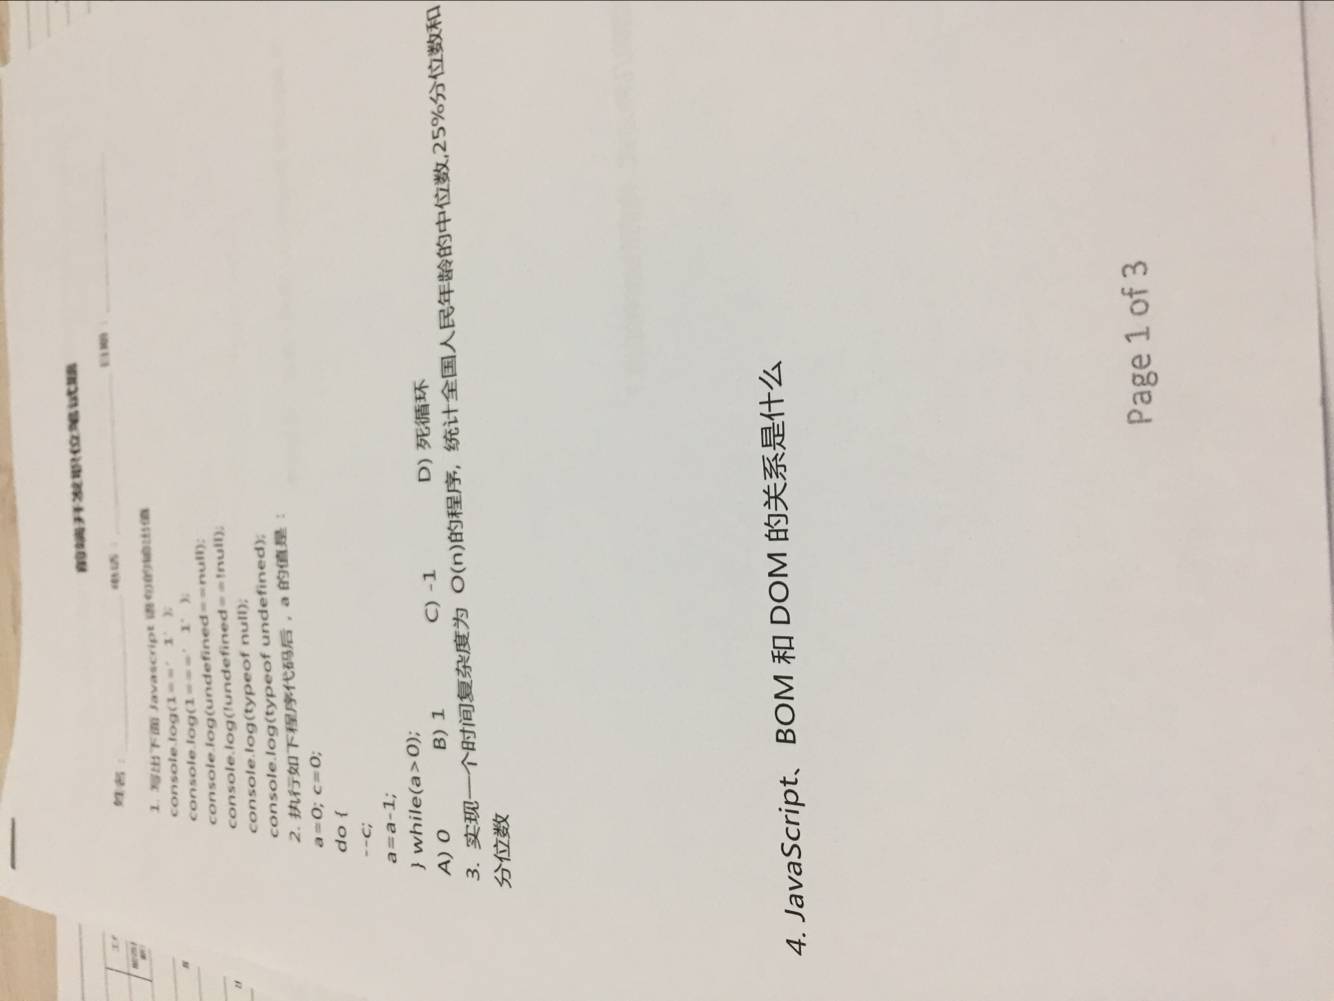 前端开发职位笔试题
姓名： 电话： 日期：
1. 写出下面 Javascript 语句的输出值
console.log(1==' 1' );
console.log(1===' 1' );
console.log(undefined==null);
console.log(!undefined==!null);
console.log(typeof null);
console.log(typeof undefined);
2. 执行如下程序代码后，a 的值是：
a=0; c=0;
do {
--c;
a=a-1;
} while(a>0);
A) 0 B) 1 C) -1 D) 死循环
3. 实现一个时间复杂度为 O(n)的程序, 统计全国人民年龄的中位数,25%分位数和
分位数
4. JavaScript、BOM 和 DOM 的关系是什么
Page 1 of 3